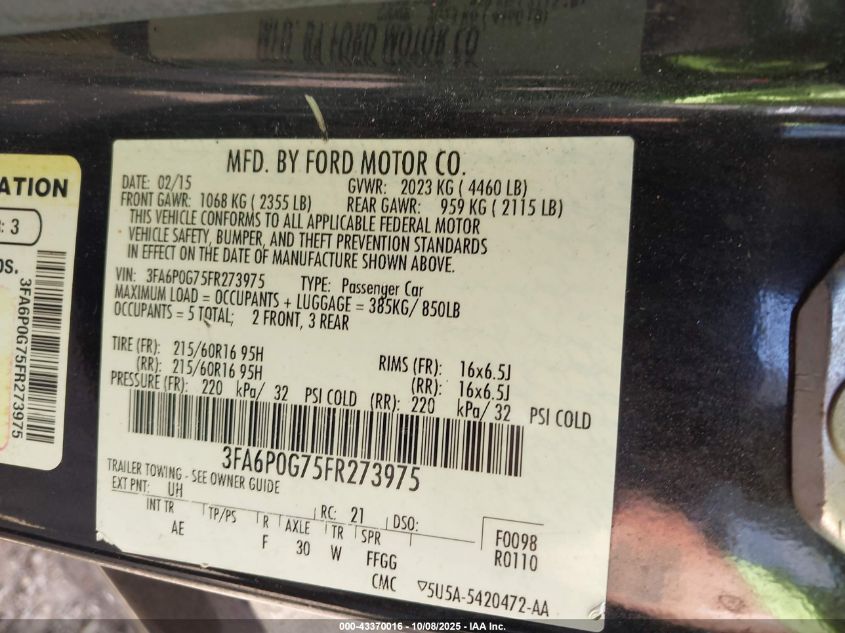 MFD. BY FORD MOTOR CO.
DATE: 02/15 GVWR: 2023 KG ( 4460 LB)
FRONT GAWR: 1068 KG ( 2355 LB) REAR GAWR: 959 KG ( 2115 LB)
THIS VEHICLE CONFORMS TO ALL APPLICABLE FEDERAL MOTOR
VEHICLE SAFETY, BUMPER, AND THEFT PREVENTION STANDARDS
IN EFFECT ON THE DATE OF MANUFACTURE SHOWN ABOVE.
VIN: 3FA6P0G75FR273975 TYPE: Passenger Car
MAXIMUM LOAD = OCCUPANTS + LUGGAGE = 385KG/ 850LB
OCCUPANTS = 5 TOTAL; 2 FRONT, 3 REAR
TIRE (FR): 215/60R16 95H RIMS (FR): 16x6.5J
(RR): 215/60R16 95H (RR): 16x6.5J
PRESSURE (FR): 220 kPa/ 32 PSI COLD (RR): 220 kPa/ 32 PSI COLD
3FA6P0G75FR273975
TRAILER TOWING - SEE OWNER GUIDE
EXT PNT: UH RC: 21 DSO:
INT TR TP/PS R AXLE TR SPR F0098
AE F 30 W FFGG R0110
CMC ▽5U5A-5420472-AA
ATION
: 3
OS.
3FA6P0G75FR273975
000-43370016 - 10/08/2025 - IAA Inc.